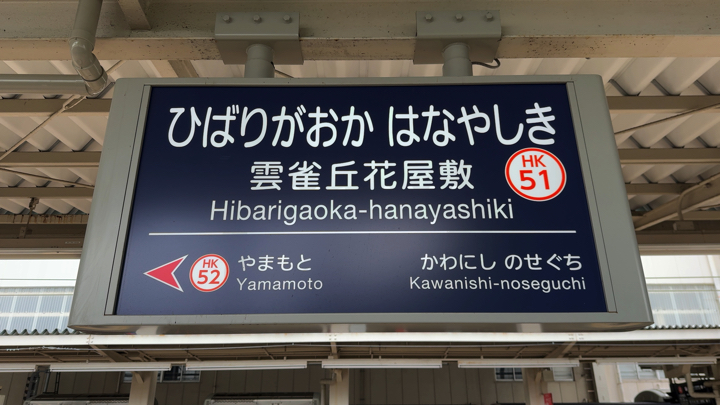 ひばりがおか はなやしき
雲雀丘花屋敷
HK
51
Hibarigaoka-hanayashiki
HK
52
やまもと
Yamamoto
かわにし のせぐち
Kawanishi-noseguchi